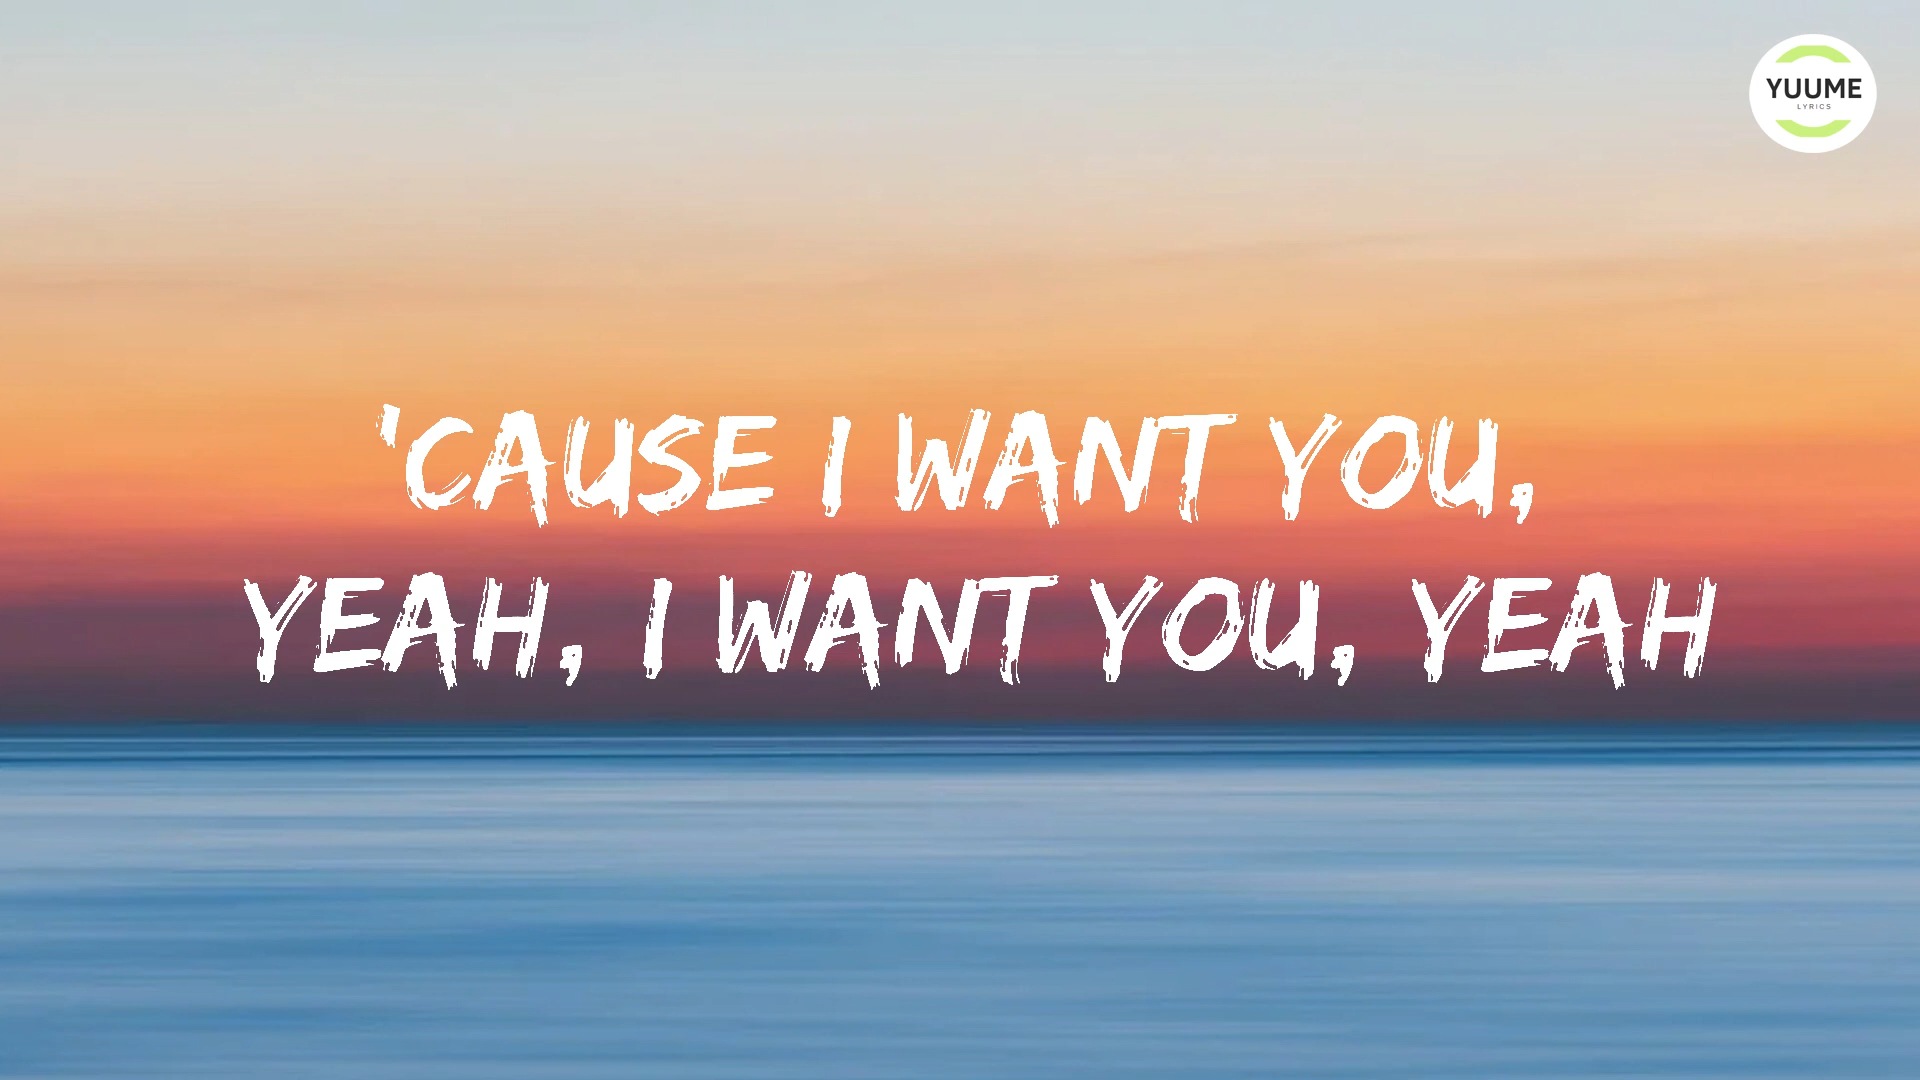 YUUME
LYRICS
'CAUSE I WANT YOU,
YEAH, I WANT YOU, YEAH